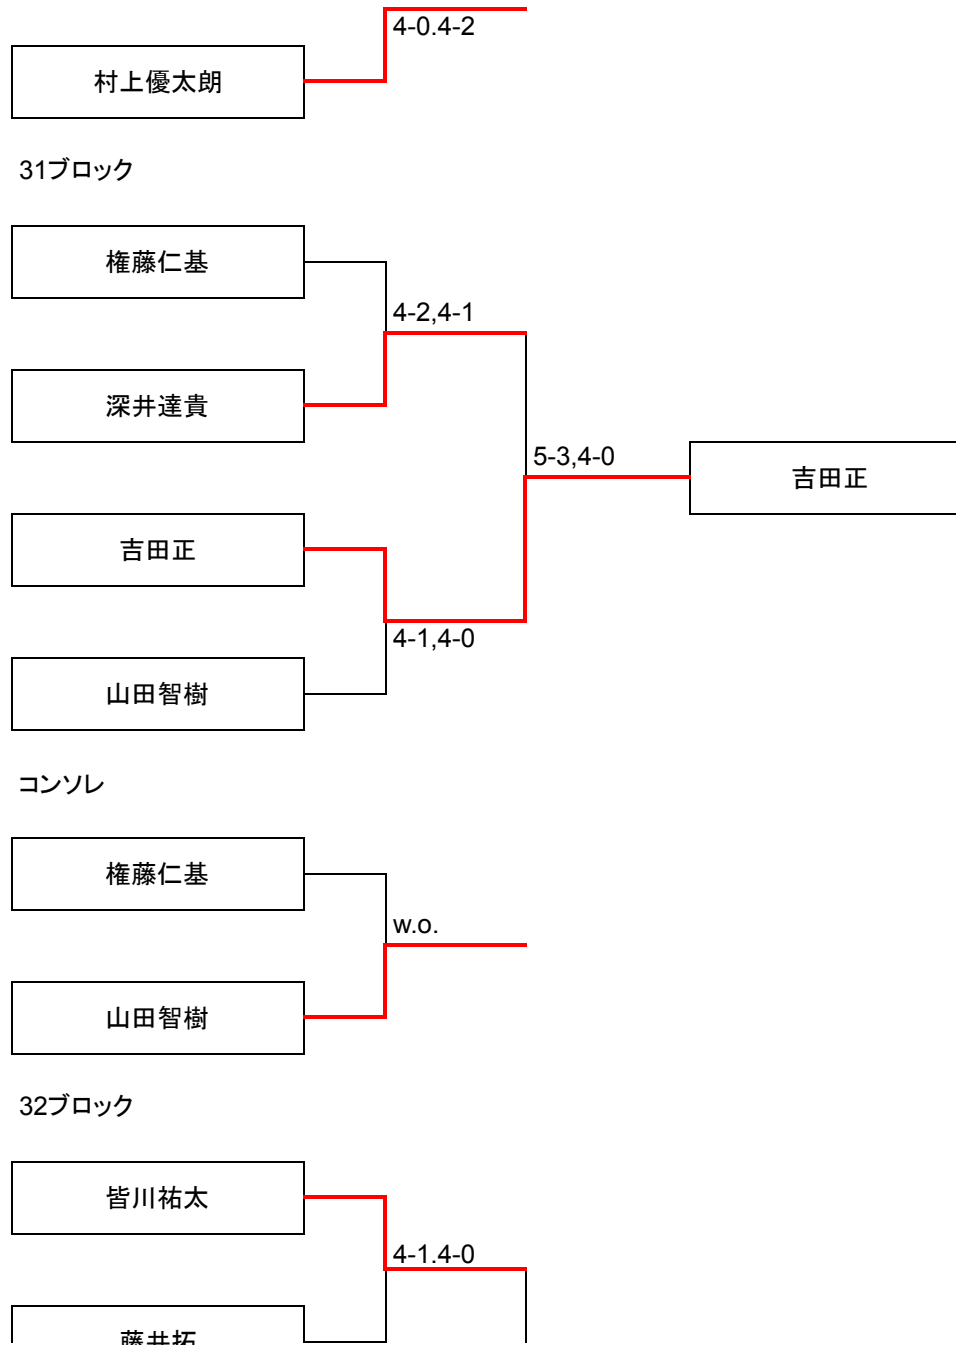 4-0.4-2
村上優太朗
31ブロック
権藤仁基
4-2,4-1
深井達貴
5-3,4-0
吉田正
吉田正
4-1,4-0
山田智樹
コンソレ
権藤仁基
w.o.
山田智樹
32ブロック
皆川祐太
4-1.4-0
藤井拓